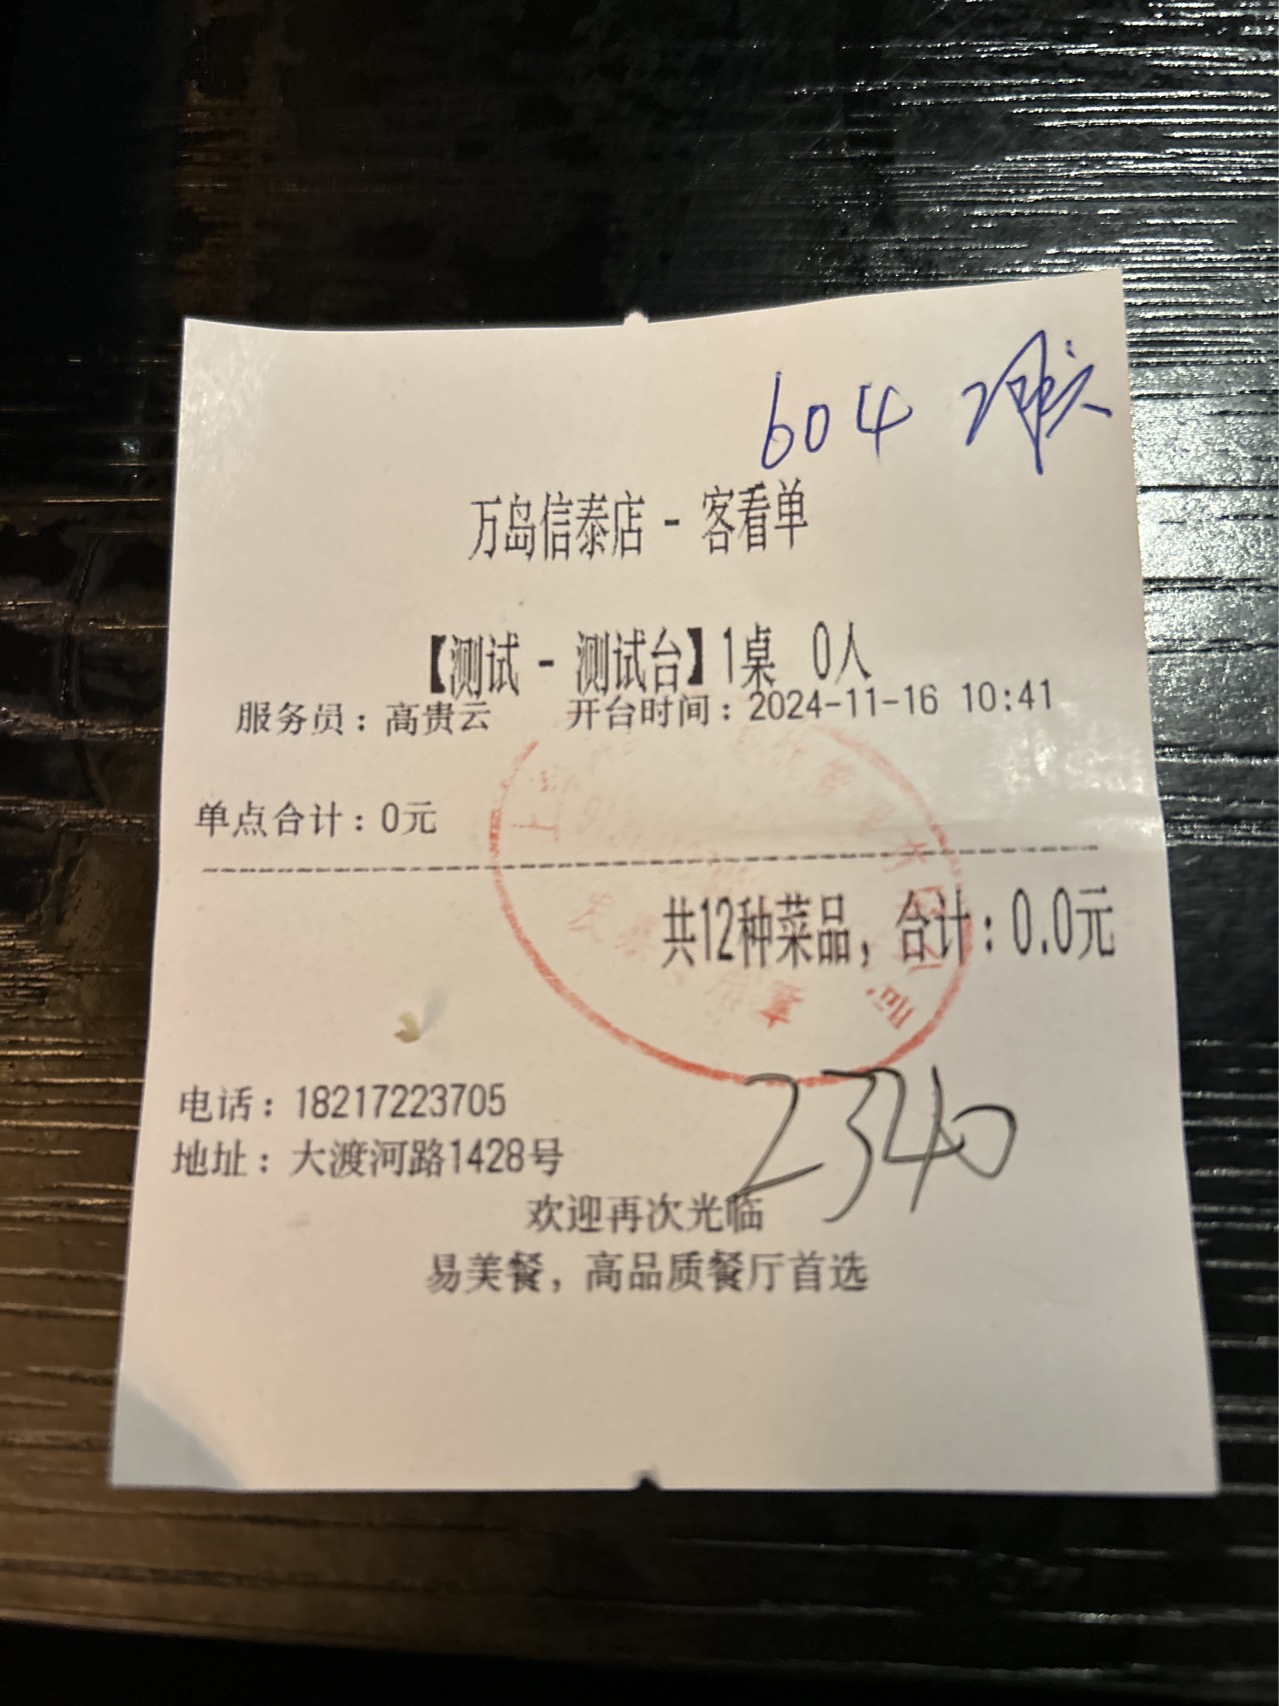 604
万岛信泰店 - 客看单
【测试 - 测试台】1桌 0人
服务员：高贵云 开台时间：2024-11-16 10:41
单点合计：0元
共12种菜品，合计：0.0元
电话：18217223705
地址：大渡河路1428号
2340
欢迎再次光临
易美餐，高品质餐厅首选